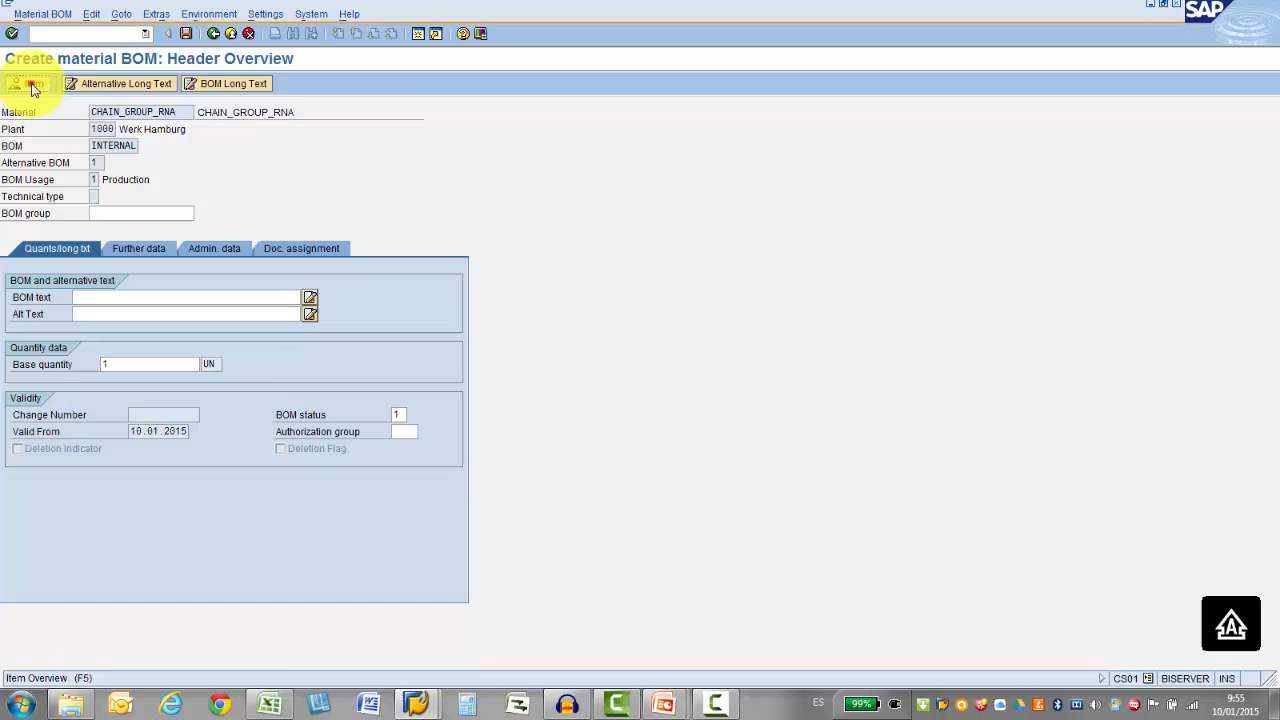 Material BOM Edit Goto Extras Environment Settings System Help
SAP
Create material BOM: Header Overview
Item Alternative Long Text BOM Long Text
Material CHAIN_GROUP_RNA CHAIN_GROUP_RNA
Plant 1000 Werk Hamburg
BOM INTERNAL
Alternative BOM 1
BOM Usage 1 Production
Technical type
BOM group
Quants/long txt Further data Admin. data Doc. assignment
BOM and alternative text
BOM text
Alt Text
Quantity data
Base quantity 1 UN
Validity
Change Number BOM status 1
Valid From 10.01.2015 Authorization group
Deletion Indicator Deletion Flag
A
Item Overview (F5) CS01 BISERVER INS
ES 99% 9:55
10/01/2015